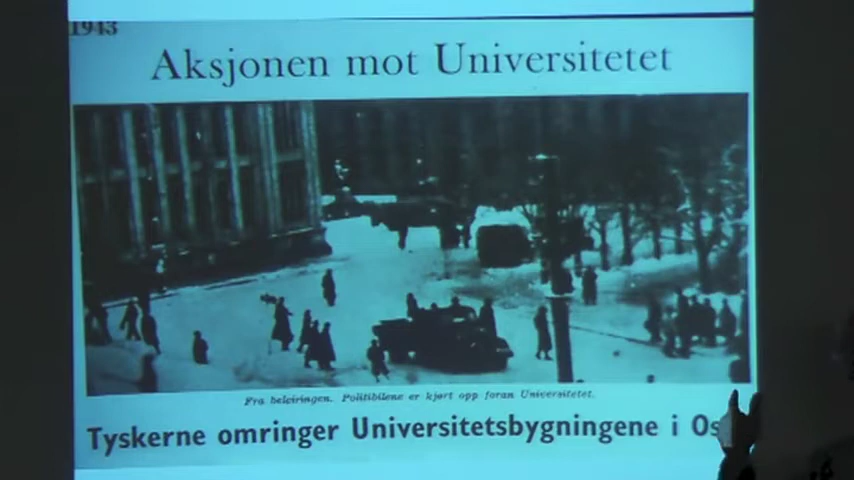 1943
Aksjonen mot Universitetet
Fra beleiringen. Politibilene er kjørt opp foran Universitetet.
Tyskerne omringer Universitetsbygningene i Os